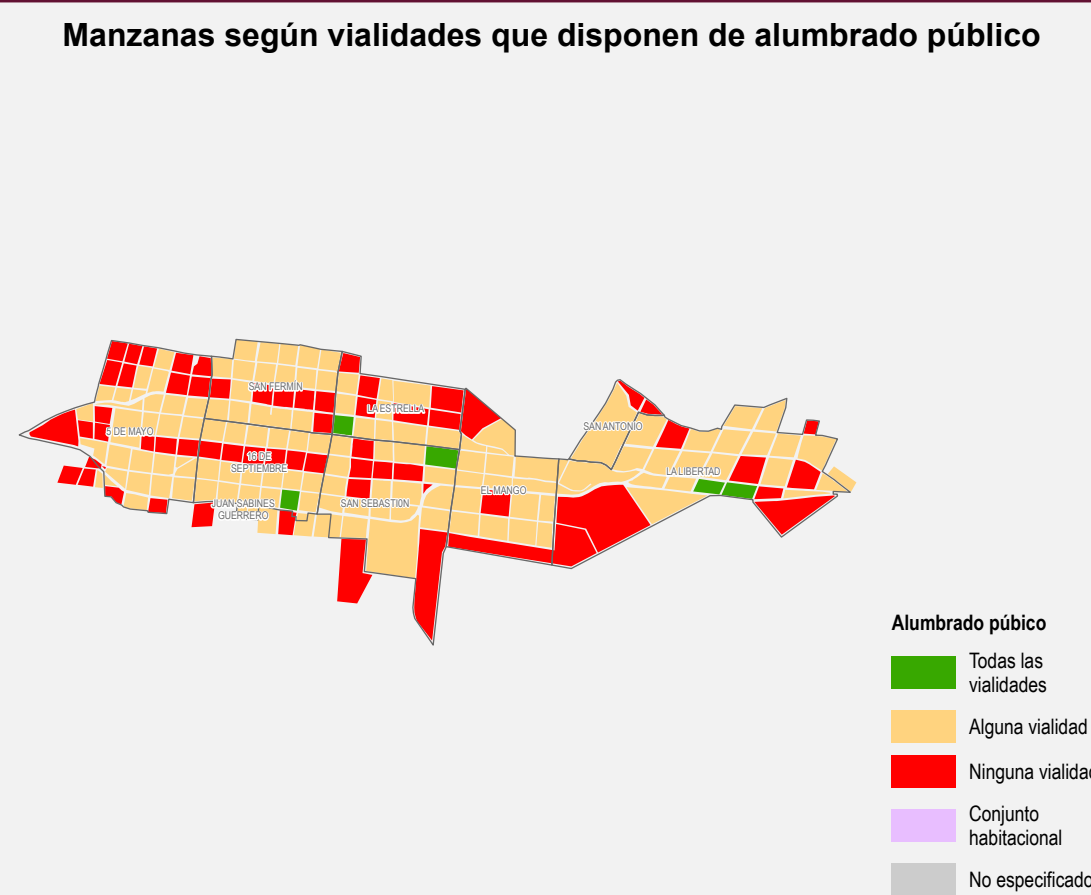 Manzanas según vialidades que disponen de alumbrado público
SAN FERMÍN
LA ESTRELLA
SAN ANTONIO
5 DE MAYO
16 DE
SEPTIEMBRE
LA LIBERTAD
EL MANGO
JUAN SABINES
GUERRERO
SAN SEBASTI0N
Alumbrado púbico
Todas las
vialidades
Alguna vialidad
Ninguna vialidad
Conjunto
habitacional
No especificado